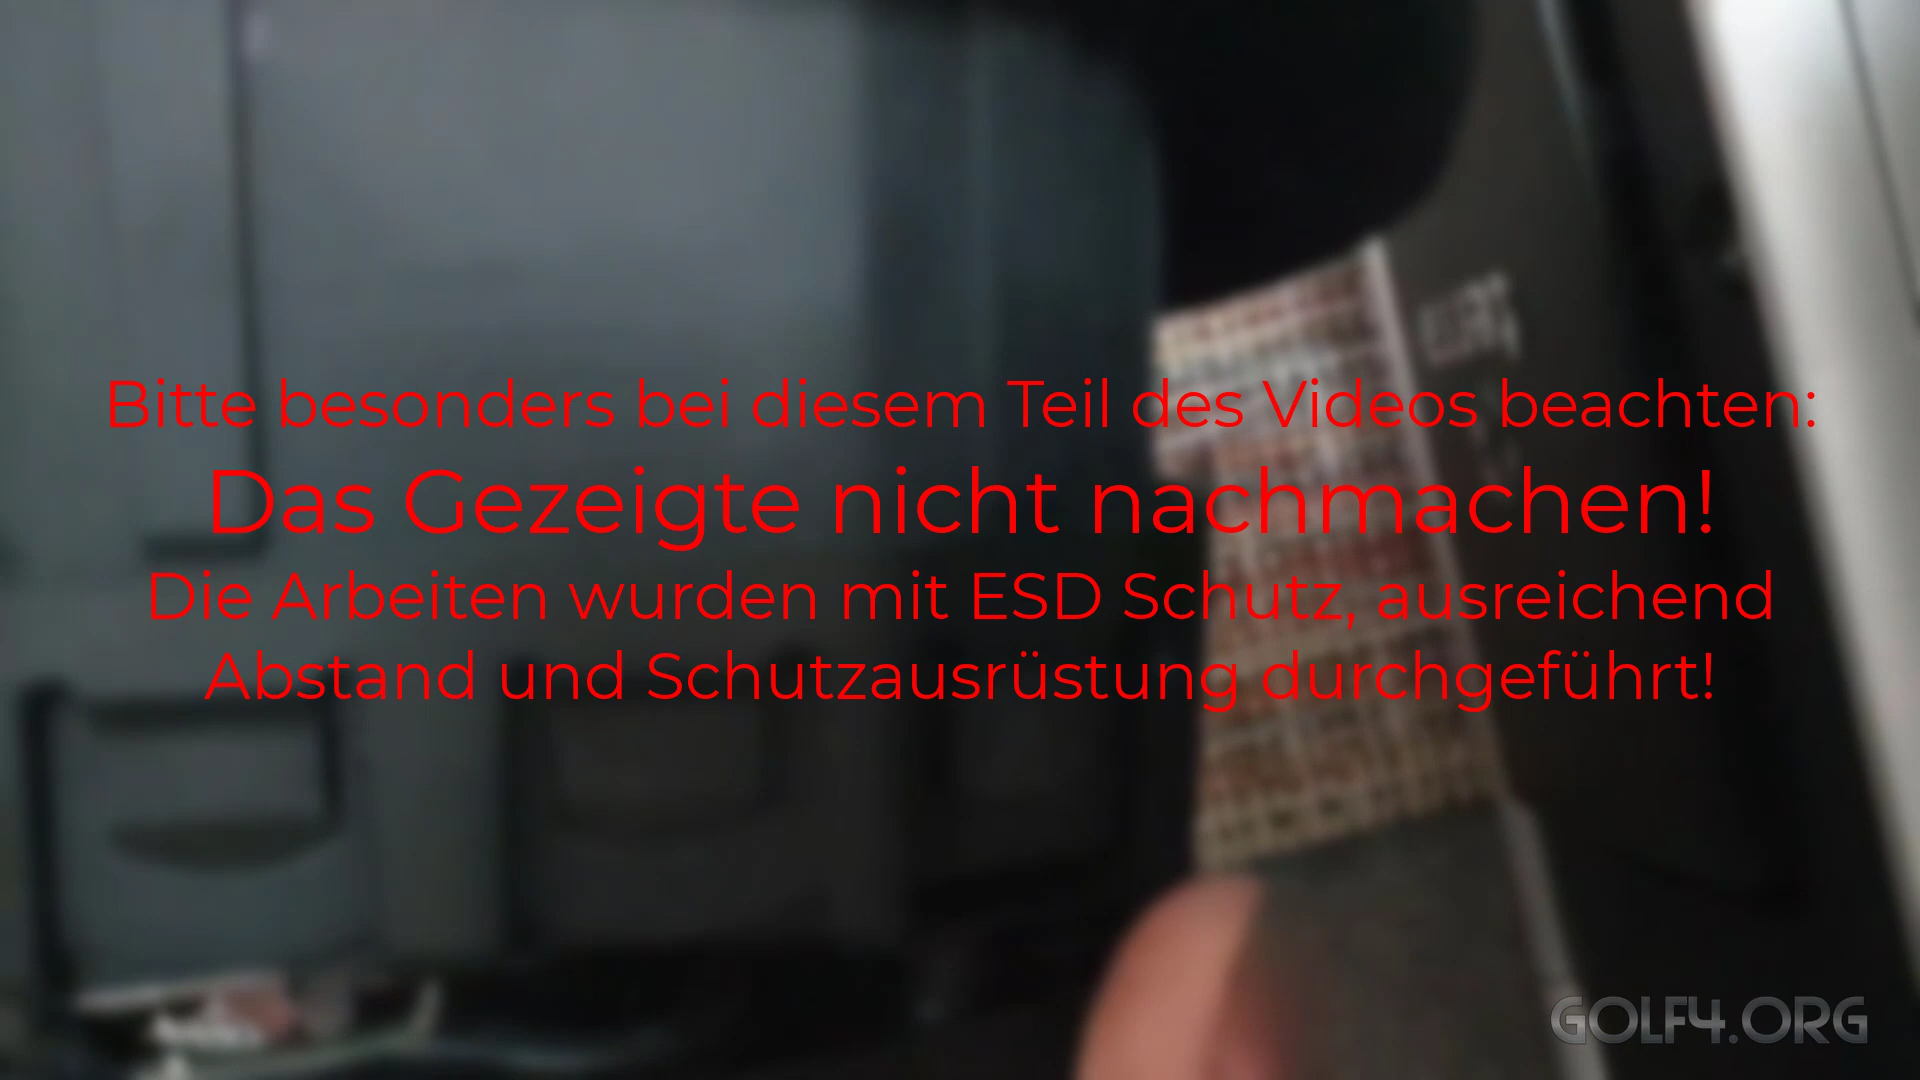 Bitte besonders bei diesem Teil des Videos beachten:
Das Gezeigte nicht nachmachen!
Die Arbeiten wurden mit ESD Schutz, ausreichend
Abstand und Schutzausrüstung durchgeführt!
GOLF4.ORG